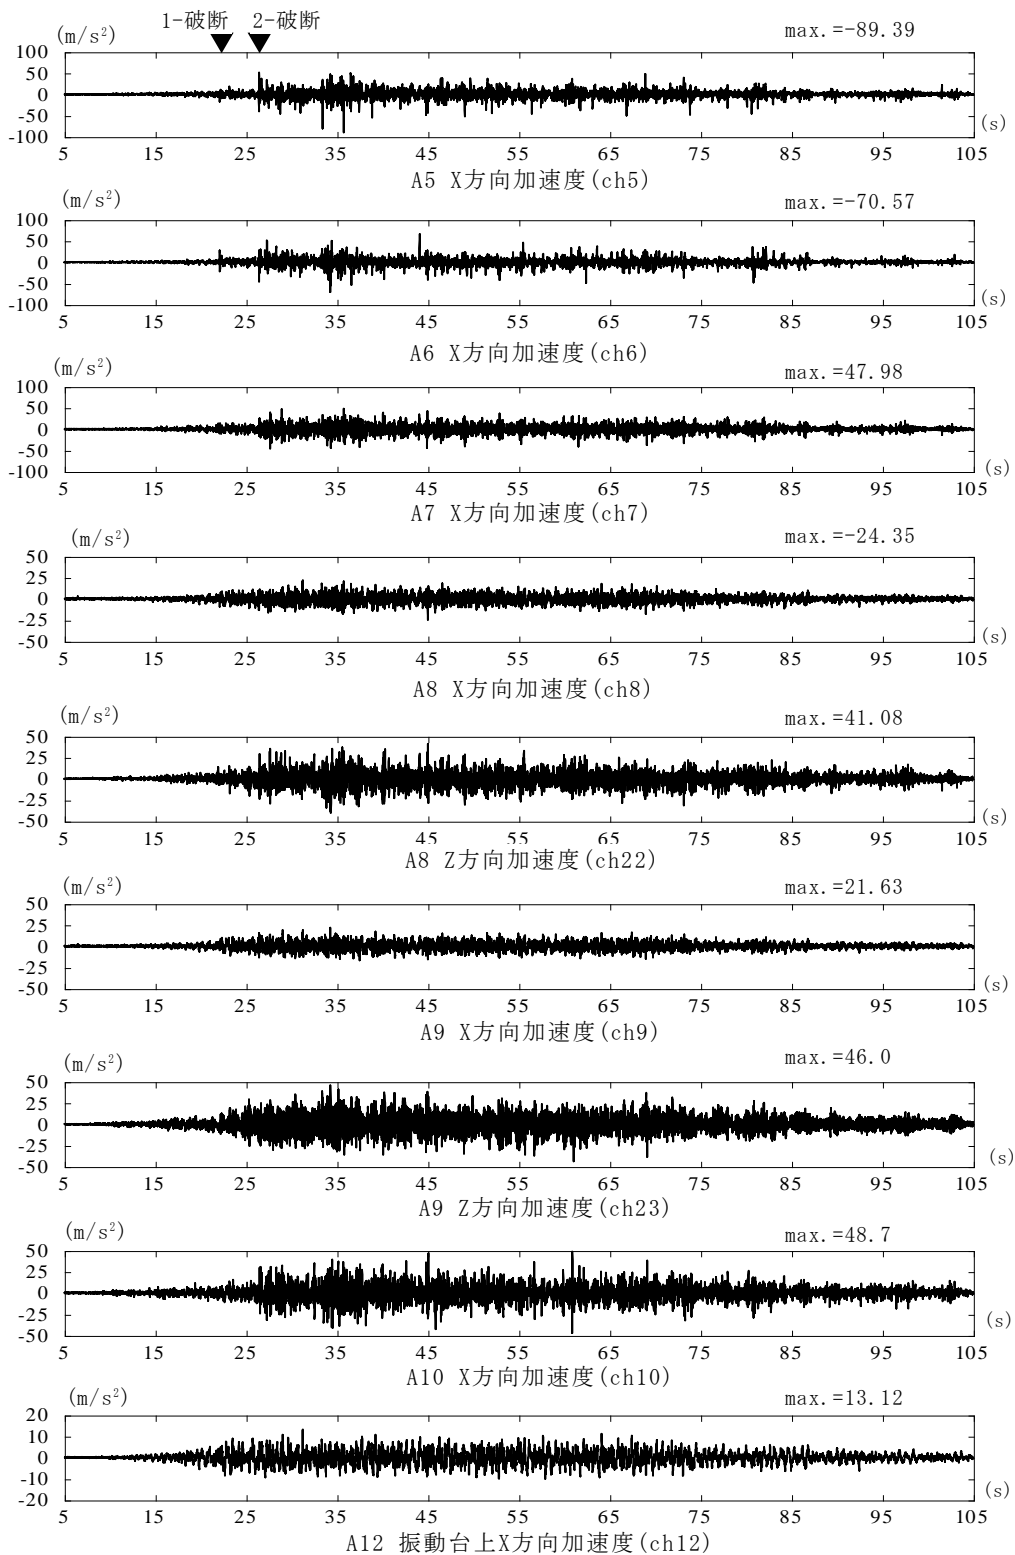 1-破断 2-破断
(m/s²) max.=-89.39
100
50
0
-50
-100
(s)
5 15 25 35 45 55 65 75 85 95 105
A5 X方向加速度(ch5)
(m/s²) max.=-70.57
100
50
0
-50
-100
(s)
5 15 25 35 45 55 65 75 85 95 105
A6 X方向加速度(ch6)
(m/s²) max.=47.98
100
50
0
-50
-100
(s)
5 15 25 35 45 55 65 75 85 95 105
A7 X方向加速度(ch7)
(m/s²) max.=-24.35
50
25
0
-25
-50
(s)
5 15 25 35 45 55 65 75 85 95 105
A8 X方向加速度(ch8)
(m/s²) max.=41.08
50
25
0
-25
-50
(s)
5 15 25 35 45 55 65 75 85 95 105
A8 Z方向加速度(ch22)
(m/s²) max.=21.63
50
25
0
-25
-50
(s)
5 15 25 35 45 55 65 75 85 95 105
A9 X方向加速度(ch9)
(m/s²) max.=46.0
50
25
0
-25
-50
(s)
5 15 25 35 45 55 65 75 85 95 105
A9 Z方向加速度(ch23)
(m/s²) max.=48.7
50
25
0
-25
-50
(s)
5 15 25 35 45 55 65 75 85 95 105
A10 X方向加速度(ch10)
(m/s²) max.=13.12
20
10
0
-10
-20
(s)
5 15 25 35 45 55 65 75 85 95 105
A12 振動台上X方向加速度(ch12)